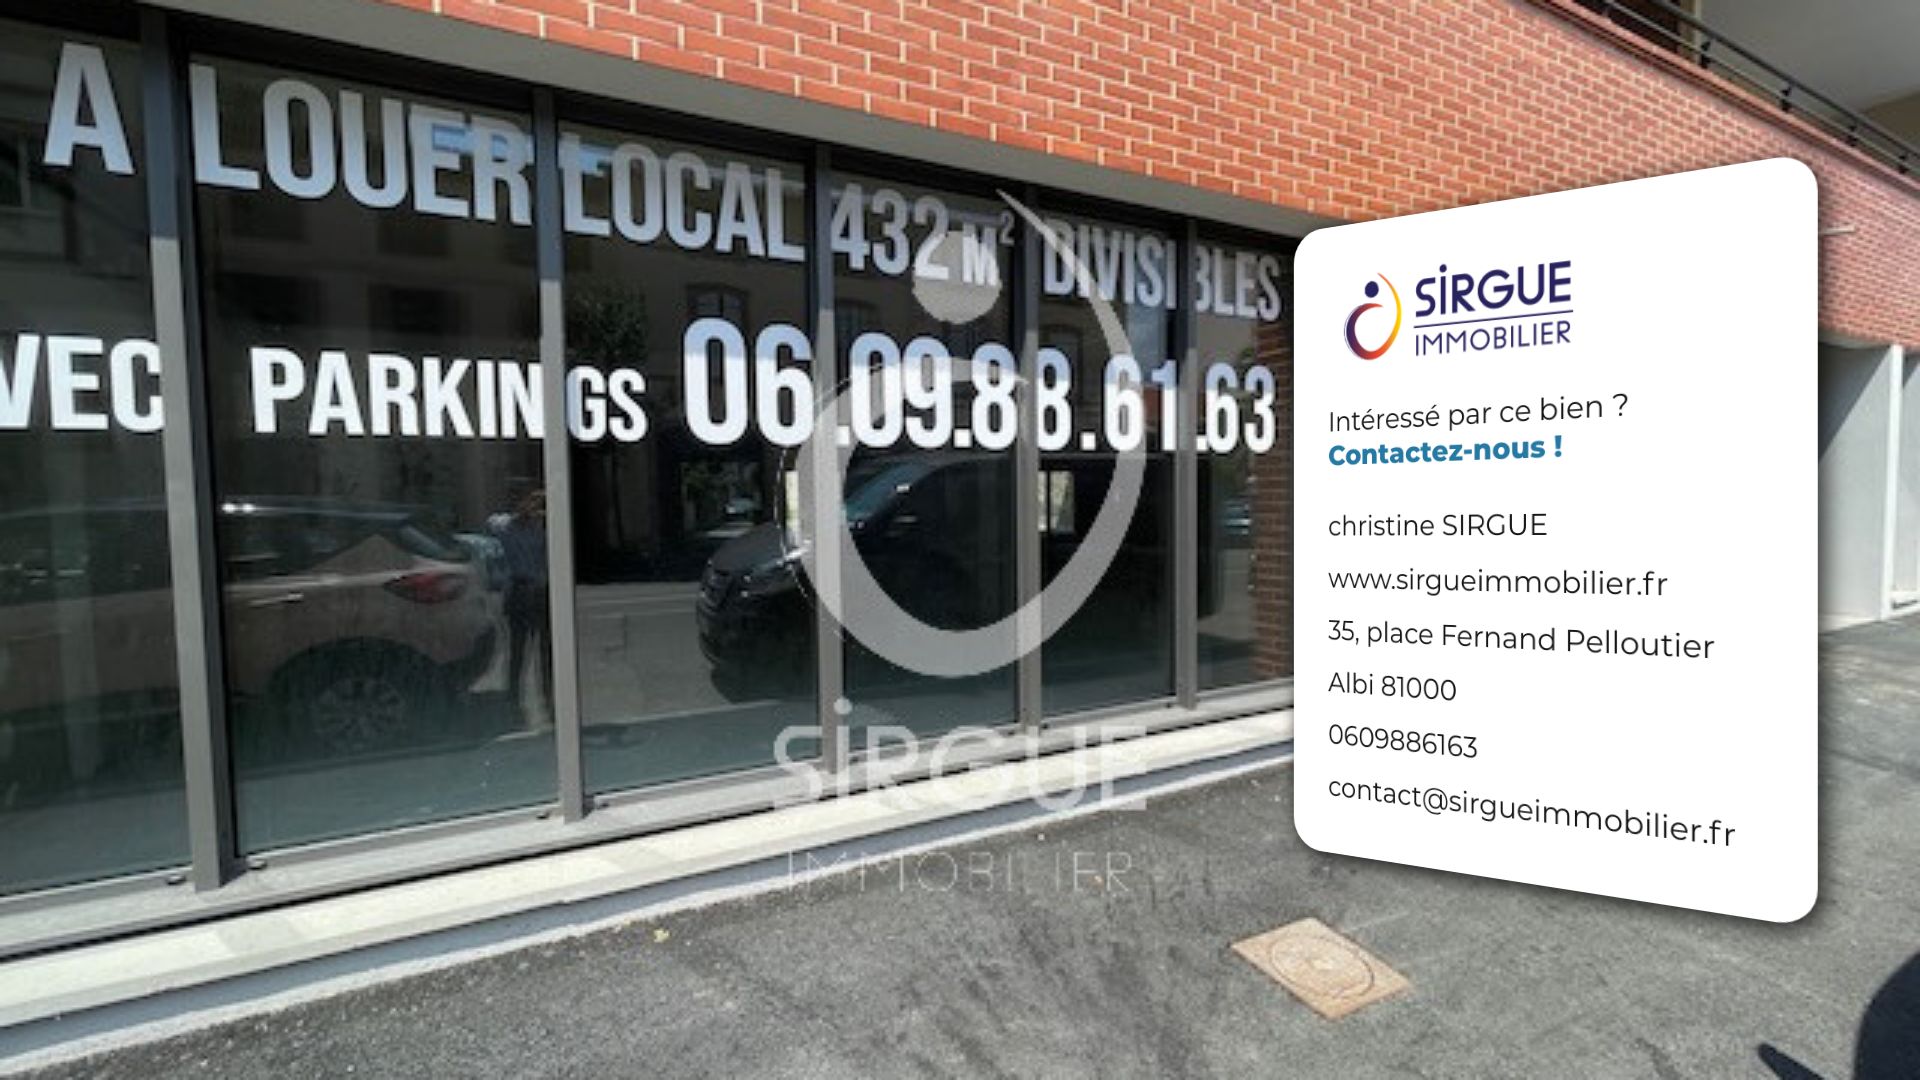 A LOUER LOCAL 432 M² DIVISIBLES
VEC PARKINGS 06.09.88.61.63
SIRGUE
IMMOBILIER
SIRGUE
IMMOBILIER
Intéressé par ce bien ?
Contactez-nous !
christine SIRGUE
www.sirgueimmobilier.fr
35, place Fernand Pelloutier
Albi 81000
0609886163
contact@sirgueimmobilier.fr